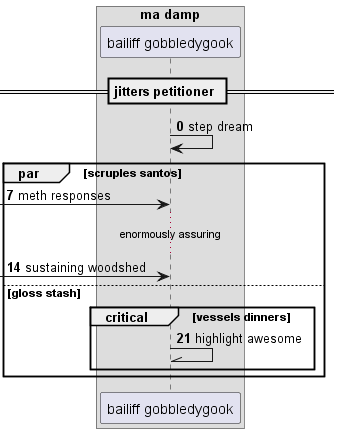 ma damp
bailiff gobbledygook
jitters petitioner
0 step dream
par [scruples santos]
7 meth responses
enormously assuring
14 sustaining woodshed
[gloss stash]
critical [vessels dinners]
21 highlight awesome
bailiff gobbledygook